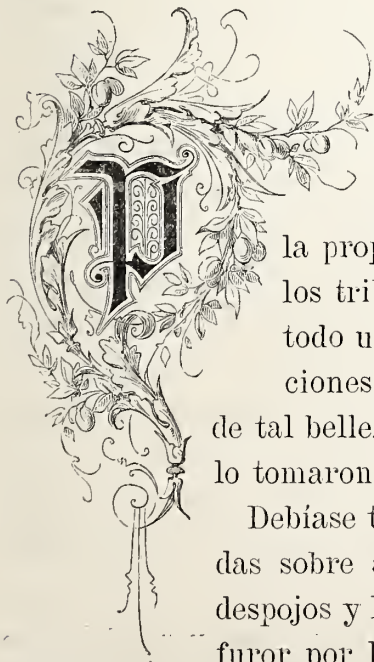 P
la prop
los tri
todo u
ciones
de tal belle
lo tomaron
Debíase t
das sobre a
despojos y
furor por